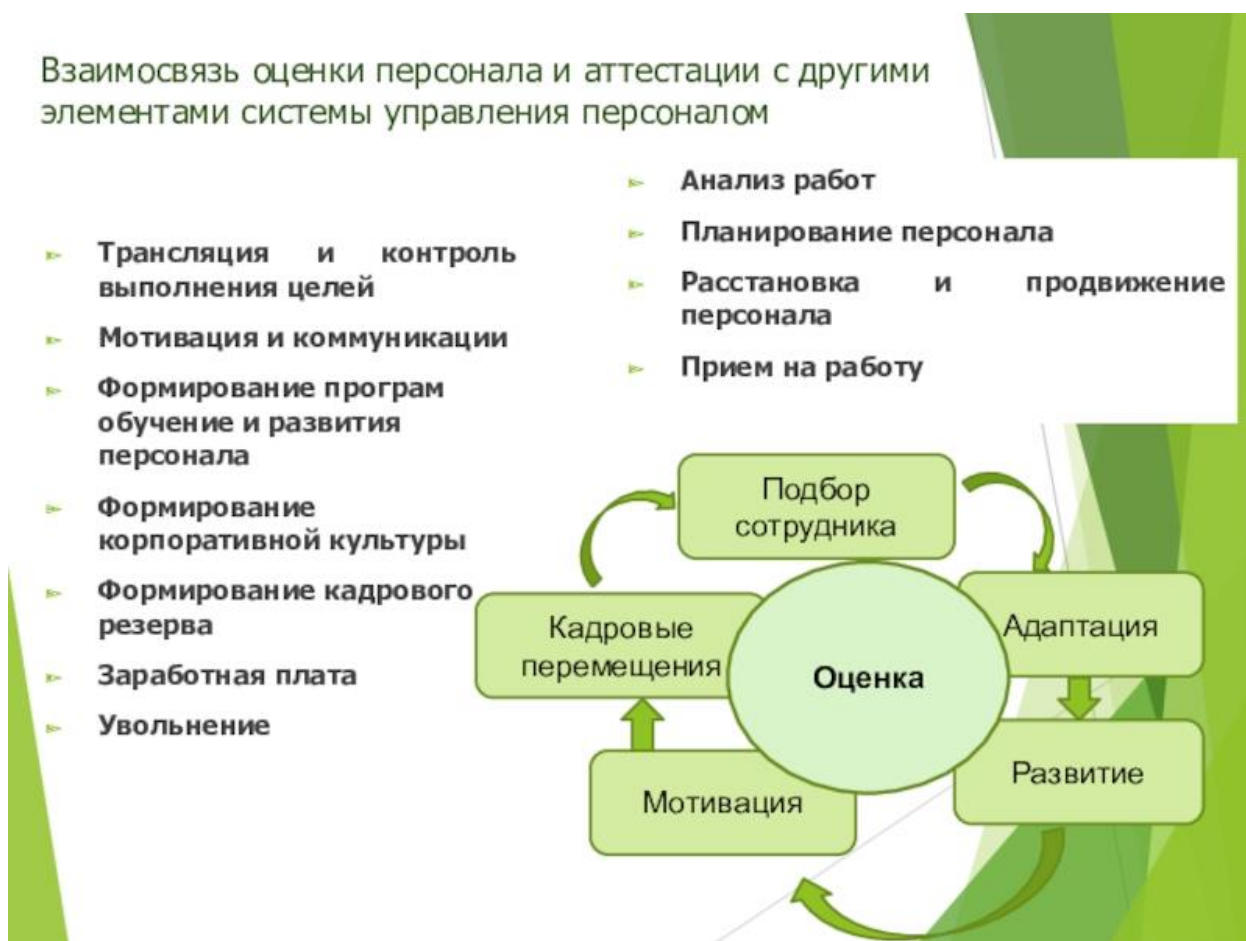 Взаимосвязь оценки персонала и аттестации с другими
элементами системы управления персоналом
Трансляция и контроль
выполнения целей
Мотивация и коммуникации
Формирование програм
обучение и развития
персонала
Формирование
корпоративной культуры
Формирование кадрового
резерва
Заработная плата
Увольнение
Анализ работ
Планирование персонала
Расстановка и продвижение
персонала
Прием на работу
Подбор
сотрудника
Адаптация
Развитие
Мотивация
Кадровые
перемещения
Оценка